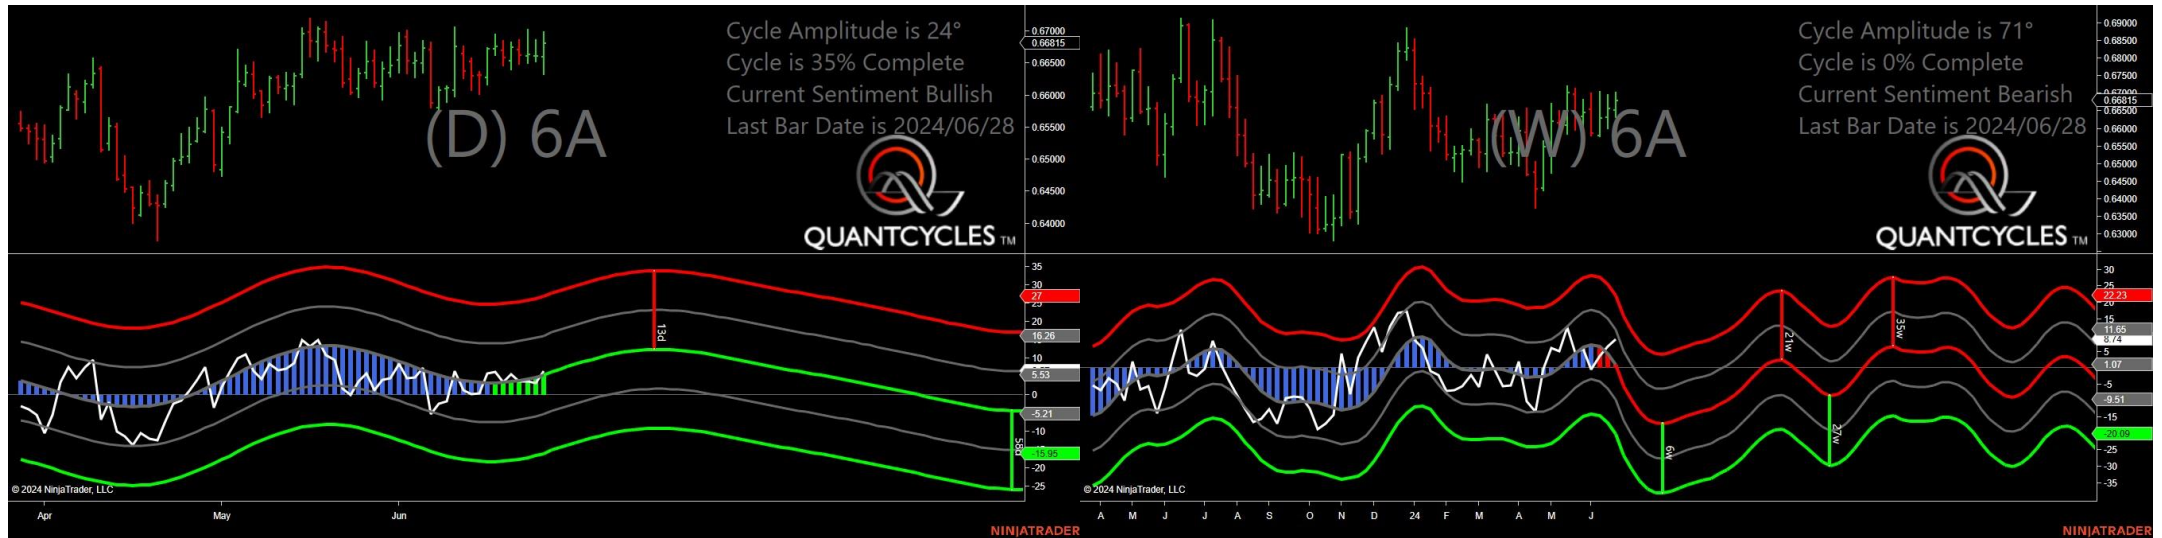 Cycle Amplitude is 24°
Cycle is 35% Complete
Current Sentiment Bullish
Last Bar Date is 2024/06/28
(D) 6A
QUANTCYCLES TM
0.67000
0.66815
0.66500
0.66000
0.65500
0.65000
0.64500
0.64000
35
30
27
25
20
16.26
10
5.53
0
-5.21
-10
-15.95
-20
-25
13d
58d
© 2024 NinjaTrader, LLC
Apr May Jun
NINJATRADER
Cycle Amplitude is 71°
Cycle is 0% Complete
Current Sentiment Bearish
Last Bar Date is 2024/06/28
(W) 6A
QUANTCYCLES TM
0.69000
0.68500
0.68000
0.67500
0.67000
0.66815
0.66500
0.66000
0.65500
0.65000
0.64500
0.64000
0.63500
0.63000
30
25
22.23
20
15
11.65
8.74
5
1.07
-5
-9.51
-15
-20.09
-25
-30
-35
21w
35w
6w
27w
© 2024 NinjaTrader, LLC
A M J J A S O N D 24 F M A M J
NINJATRADER